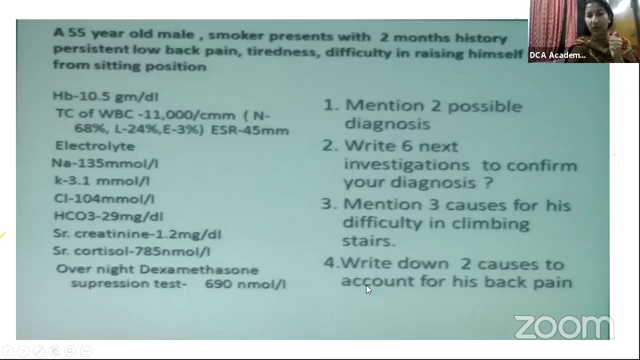 A 55 year old male , smoker presents with 2 months history
persistent low back pain, tiredness, difficulty in raising himself
from sitting position
Hb-10.5 gm/dl
TC of WBC -11,000/cmm ( N-
68%, L-24%,E-3%) ESR-45mm
Electrolyte
Na-135mmol/l
k-3.1 mmol/l
Cl-104mmol/l
HCO3-29mg/dl
Sr. creatinine-1.2mg/dl
Sr. cortisol-785nmol/l
Over night Dexamethasone
supression test- 690 nmol/l
1. Mention 2 possible
diagnosis
2. Write 6 next
investigations to confirm
your diagnosis ?
3. Mention 3 causes for his
difficulty in climbing
stairs.
4.Write down 2 causes to
account for his back pain
DCA Academ...
zoom